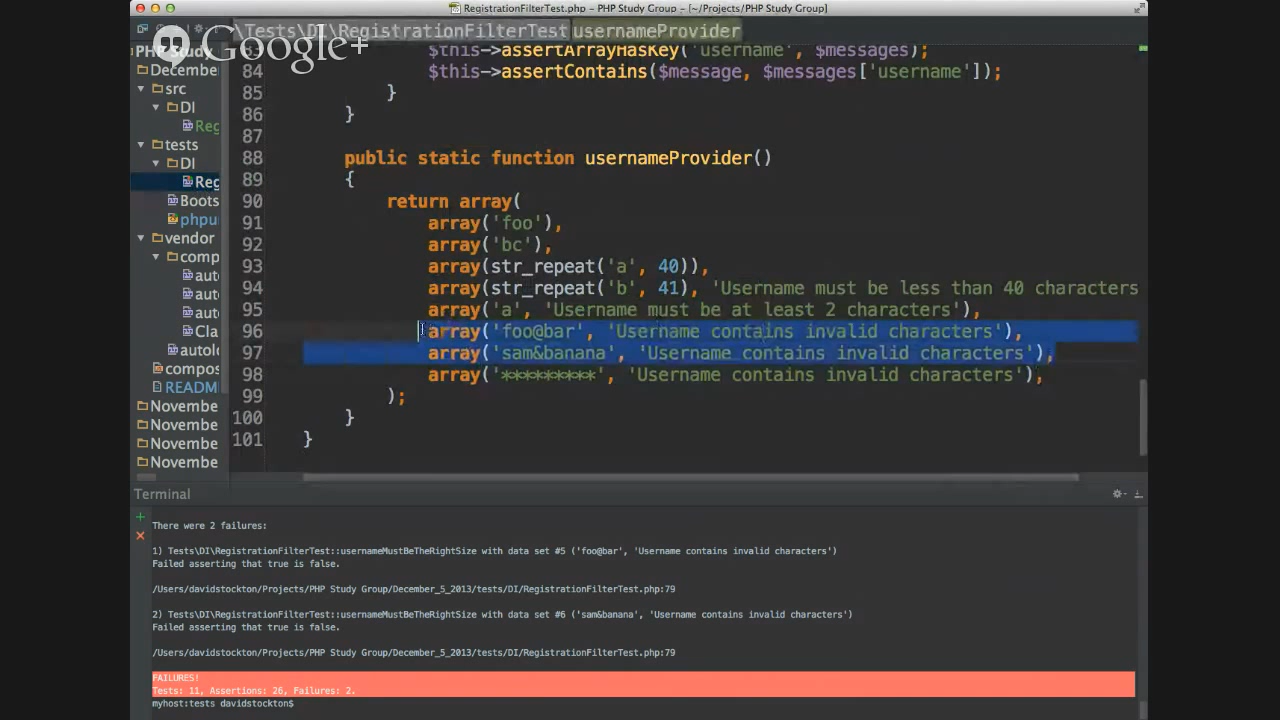 RegistrationFilterTest.php - PHP Study Group - [~/Projects/PHP Study Group]
Google+
\Tests\DI\RegistrationFilterTest usernameProvider
PHP Study
December
src
DI
Reg
tests
DI
Reg
Boots
phpu
vendor
comp
auto
auto
auto
Cla
autolo
compos
README
Novembe
Novembe
Novembe
Novembe
$this->assertArrayHasKey('username', $messages);
84 $this->assertContains($message, $messages['username']);
85 }
86 }
87
88 public static function usernameProvider()
89 {
90 return array(
91 array('foo'),
92 array('bc'),
93 array(str_repeat('a', 40)),
94 array(str_repeat('b', 41), 'Username must be less than 40 characters
95 array('a', 'Username must be at least 2 characters'),
96 array('foo@bar', 'Username contains invalid characters'),
97 array('sam&banana', 'Username contains invalid characters'),
98 array('*********', 'Username contains invalid characters'),
99 );
100 }
101 }
Terminal
There were 2 failures:
1) Tests\DI\RegistrationFilterTest::usernameMustBeTheRightSize with data set #5 ('foo@bar', 'Username contains invalid characters')
Failed asserting that true is false.
/Users/davidstockton/Projects/PHP Study Group/December_5_2013/tests/DI/RegistrationFilterTest.php:79
2) Tests\DI\RegistrationFilterTest::usernameMustBeTheRightSize with data set #6 ('sam&banana', 'Username contains invalid characters')
Failed asserting that true is false.
/Users/davidstockton/Projects/PHP Study Group/December_5_2013/tests/DI/RegistrationFilterTest.php:79
FAILURES!
Tests: 11, Assertions: 26, Failures: 2.
myhost:tests davidstockton$